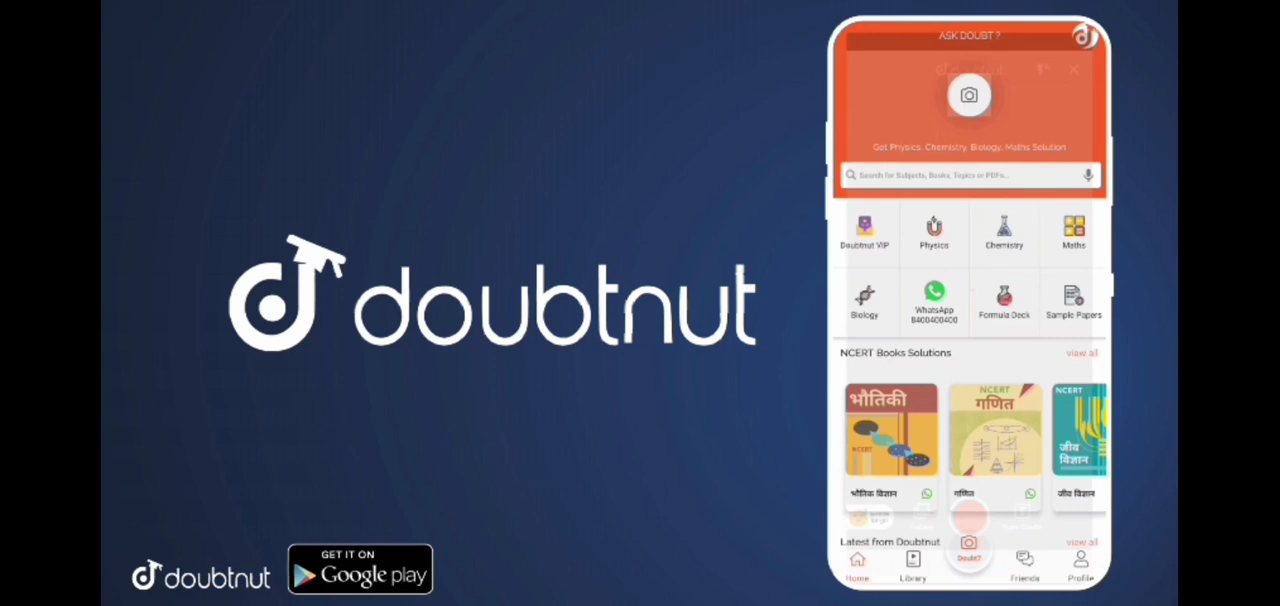 doubtnut
doubtnut
GET IT ON
Google play
ASK DOUBT ?
Get Physics, Chemistry, Biology, Maths Solution
Search for Subjects, Books, Topics or PDFs...
Doubtnut VIP
Physics
Chemistry
Maths
Biology
WhatsApp
8400400400
Formula Deck
Sample Papers
NCERT Books Solutions
view all
भौतिकी
NCERT
NCERT
गणित
NCERT
जीव
विज्ञान
भौतिक विज्ञान
गणित
जीव विज्ञान
Latest from Doubtnut
view all
Home
Library
Doubt?
Friends
Profile